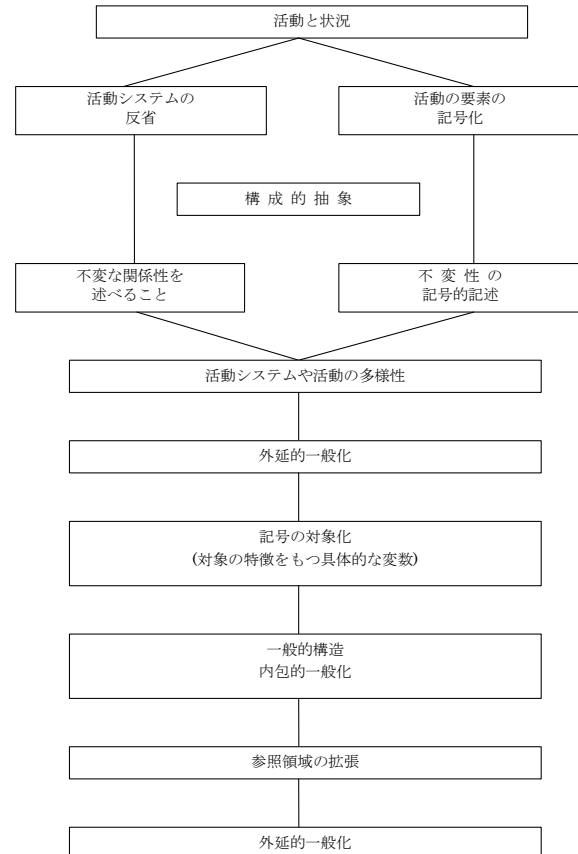 活動と状況
活動システムの
反省
活動の要素の
記号化
構 成 的 抽 象
不変な関係性を
述べること
不 変 性 の
記号的記述
活動システムや活動の多様性
外延的一般化
記号の対象化
(対象の特徴をもつ具体的な変数)
一般的構造
内包的一般化
参照領域の拡張
外延的一般化